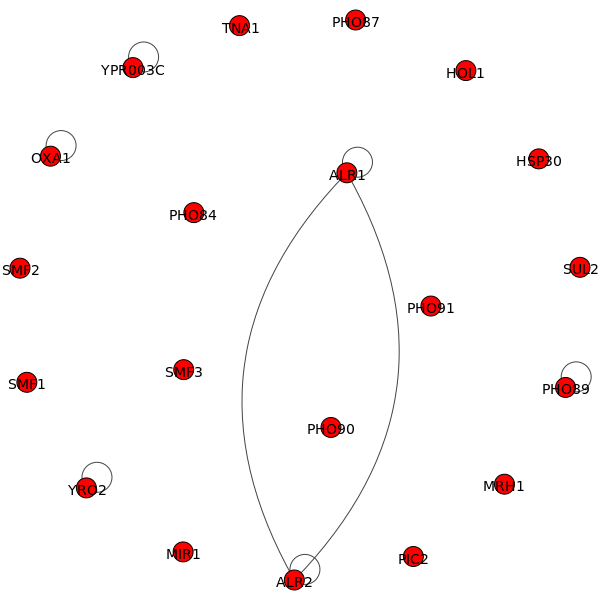 PHO87
TNA1
YPR003C
HOL1
OXA1
HSP30
ALR1
PHO84
SMF2
SUL2
PHO91
SMF3
SMF1
PHO89
PHO90
YRO2
MRH1
MIR1
PIC2
ALR2